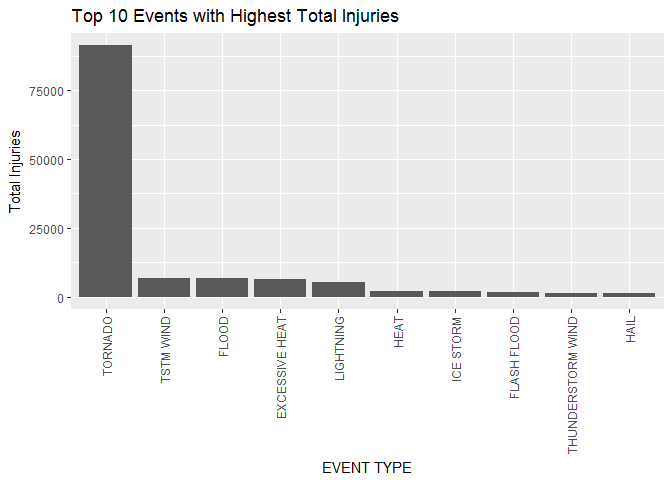 Top 10 Events with Highest Total Injuries
Total Injuries
75000
50000
25000
0
TORNADO
TSTM WIND
FLOOD
EXCESSIVE HEAT
LIGHTNING
HEAT
ICE STORM
FLASH FLOOD
THUNDERSTORM WIND
HAIL
EVENT TYPE